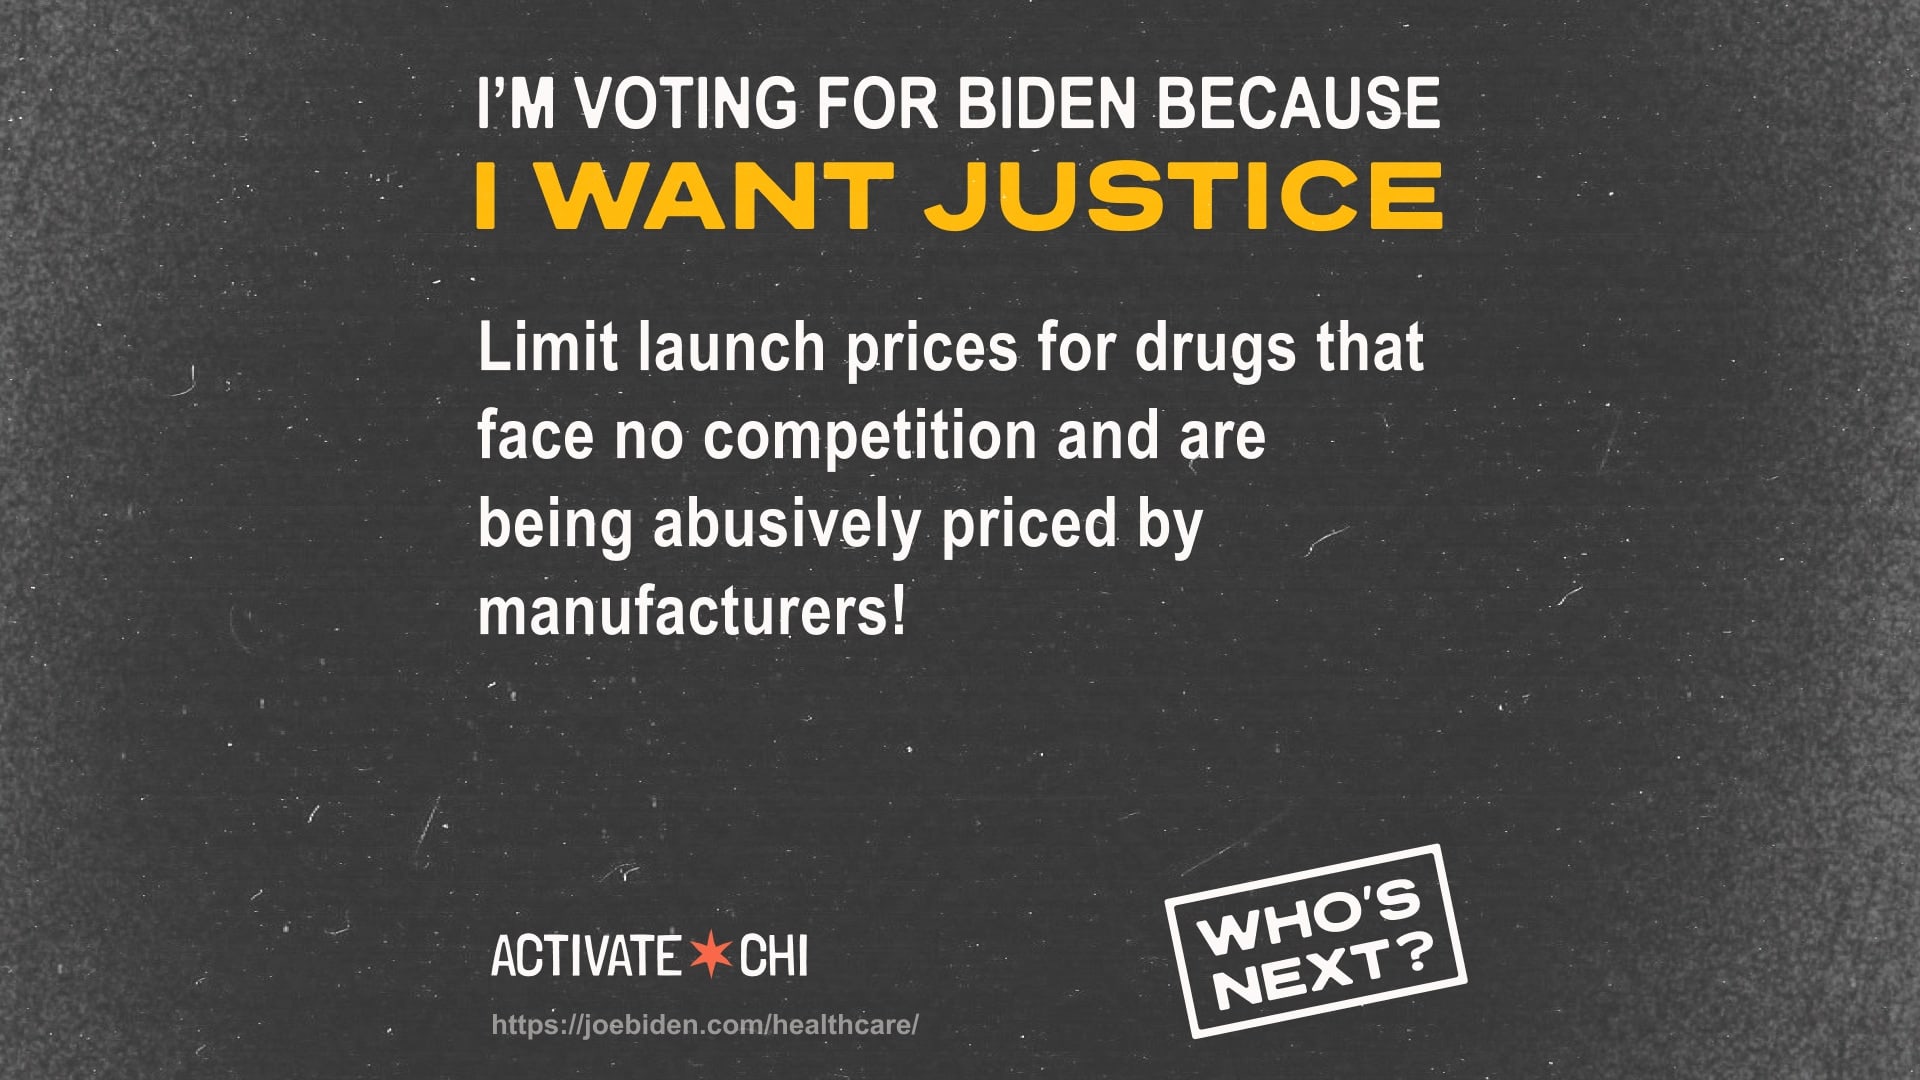 I’M VOTING FOR BIDEN BECAUSE
I WANT JUSTICE
Limit launch prices for drugs that
face no competition and are
being abusively priced by
manufacturers!
ACTIVATE CHI
https://joebiden.com/healthcare/
WHO'S
NEXT?